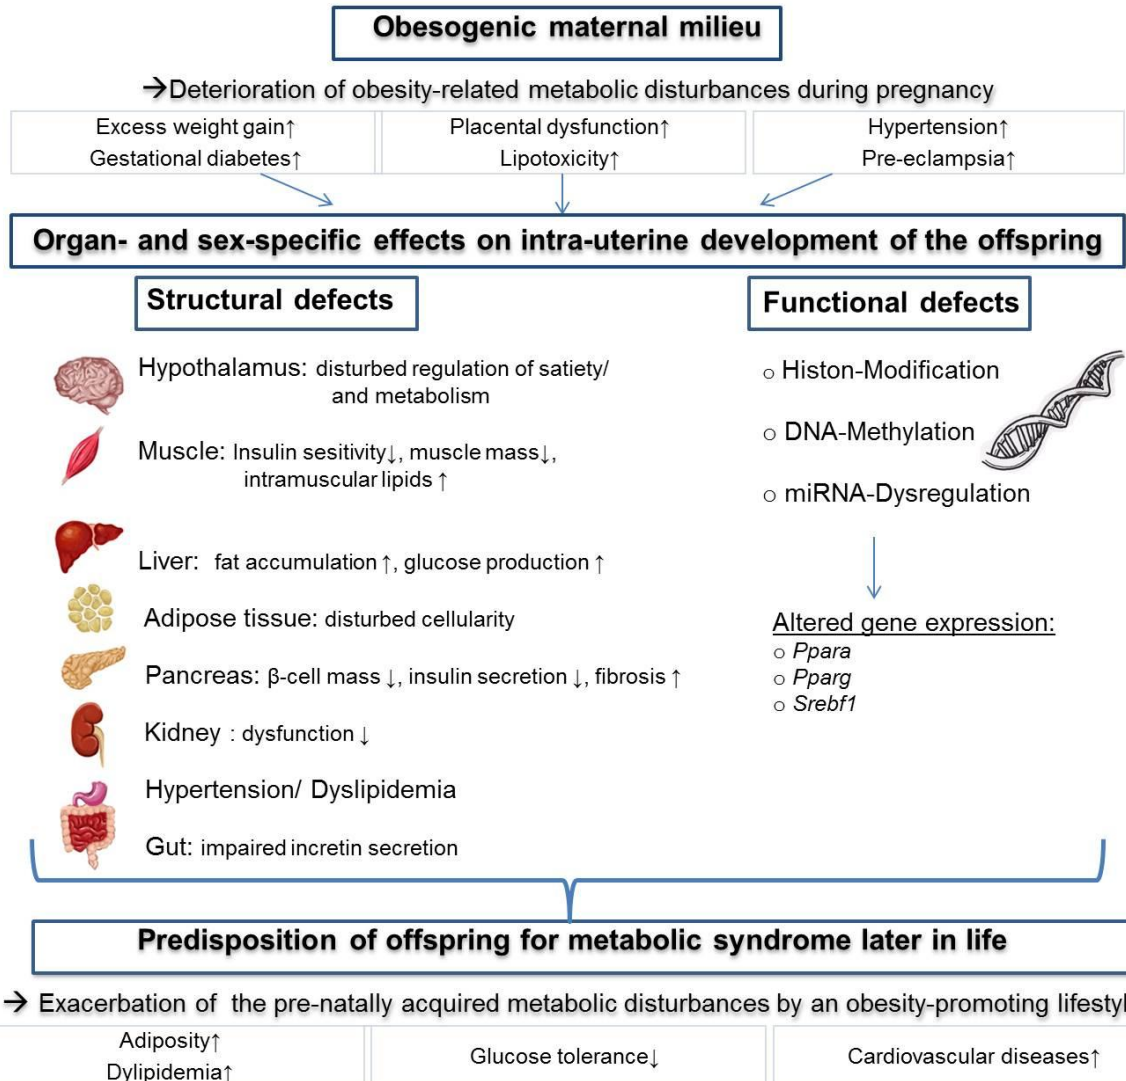 Obesogenic maternal milieu
→Deterioration of obesity-related metabolic disturbances during pregnancy
Excess weight gain↑
Gestational diabetes↑
Placental dysfunction↑
Lipotoxicity↑
Hypertension↑
Pre-eclampsia↑
Organ- and sex-specific effects on intra-uterine development of the offspring
Structural defects
Hypothalamus: disturbed regulation of satiety/
and metabolism
Muscle: Insulin sesitivity↓, muscle mass↓,
intramuscular lipids ↑
Liver: fat accumulation ↑, glucose production ↑
Adipose tissue: disturbed cellularity
Pancreas: β-cell mass ↓, insulin secretion ↓, fibrosis ↑
Kidney : dysfunction ↓
Hypertension/ Dyslipidemia
Gut: impaired incretin secretion
Functional defects
○ Histon-Modification
○ DNA-Methylation
○ miRNA-Dysregulation
Altered gene expression:
○ Ppara
○ Pparg
○ Srebf1
Predisposition of offspring for metabolic syndrome later in life
→ Exacerbation of the pre-natally acquired metabolic disturbances by an obesity-promoting lifestyl
Adiposity↑
Dylipidemia↑
Glucose tolerance↓
Cardiovascular diseases↑